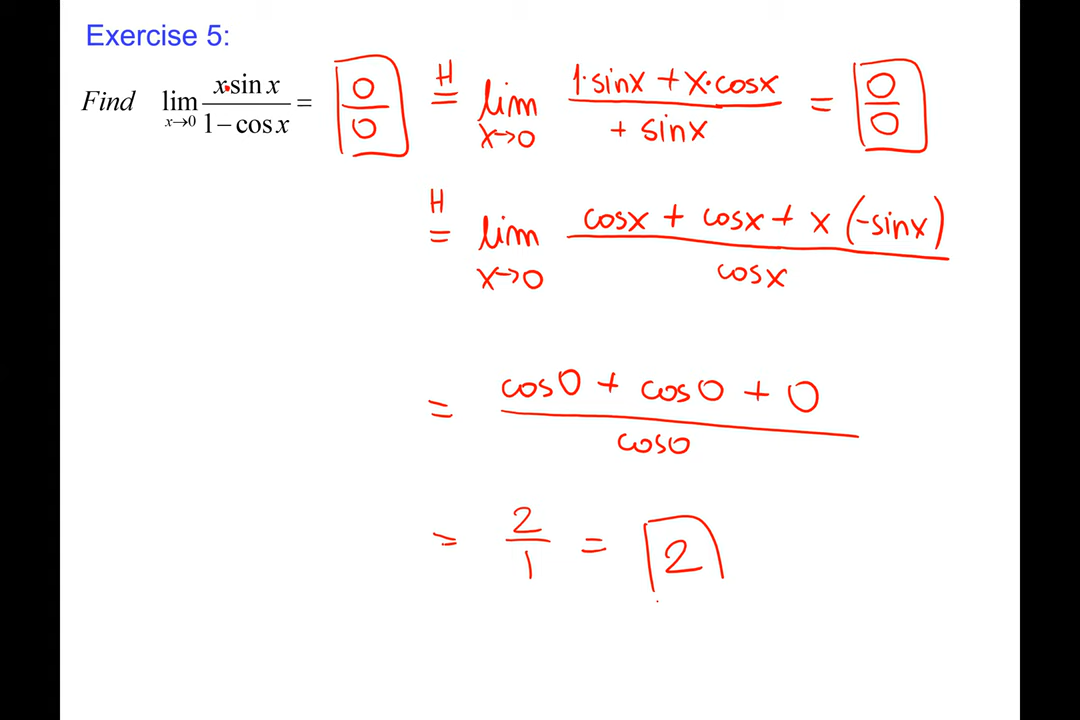 Exercise 5:
Find lim x→0 x·sin x / 1 − cos x = 0/0 H= lim x→0 1·sinx + x·cosx / + sinx = 0/0
H= lim x→0 cosx + cosx + x (-sinx) / cosx
= cos0 + cos0 + 0 / cos0
= 2/1 = 2